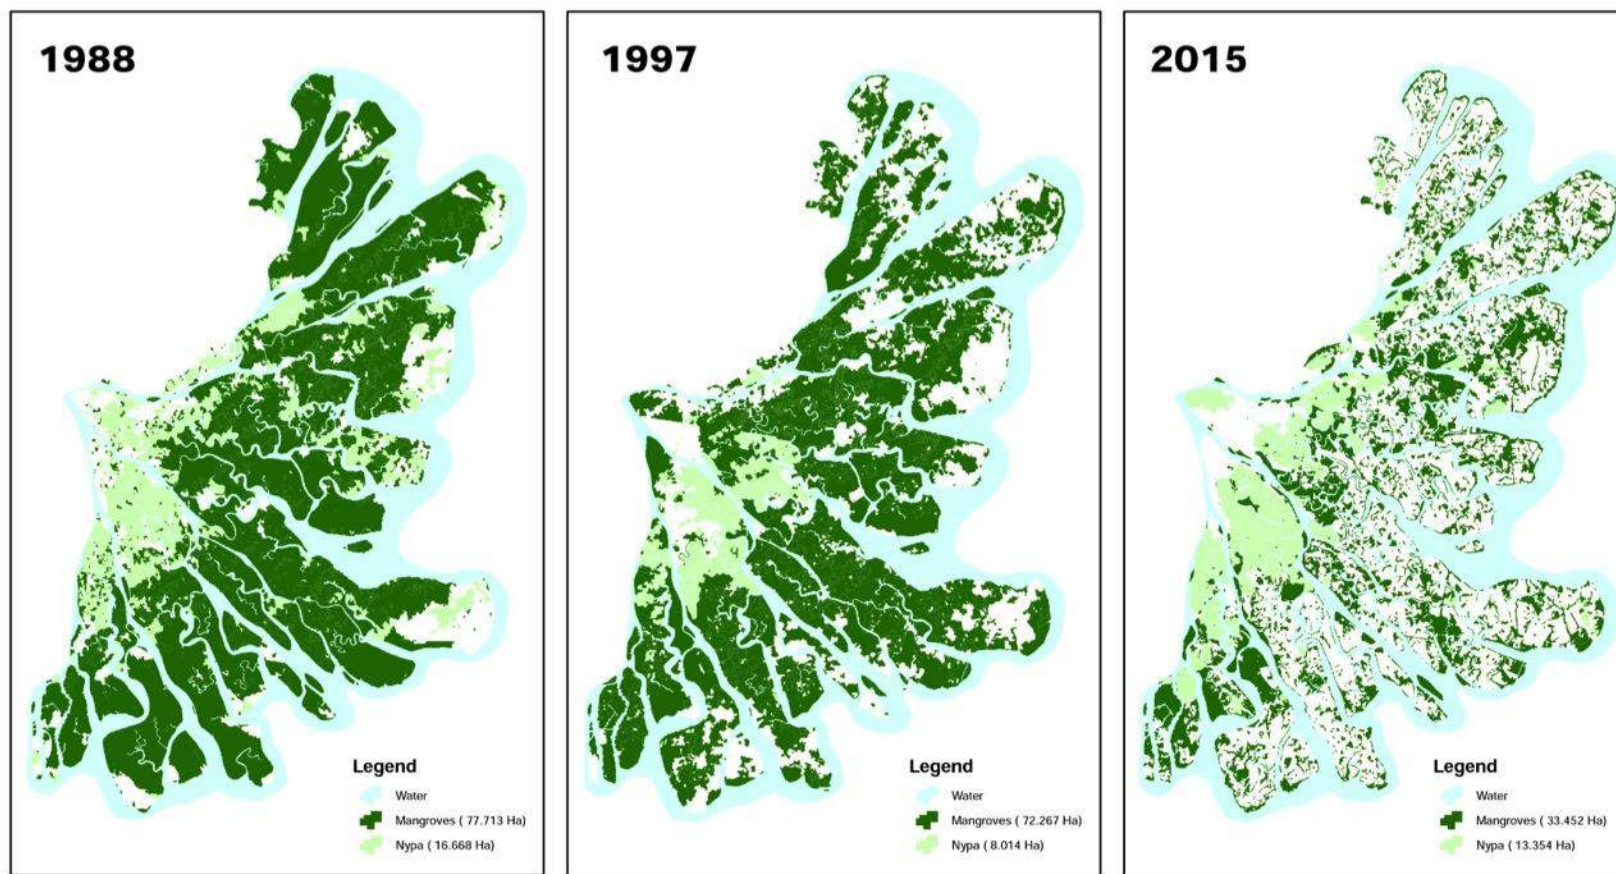 1988
Legend
Water
Mangroves ( 77.713 Ha)
Nypa ( 16.668 Ha)
1997
Legend
Water
Mangroves ( 72.267 Ha)
Nypa ( 8.014 Ha)
2015
Legend
Water
Mangroves ( 33.452 Ha)
Nypa ( 13.354 Ha)